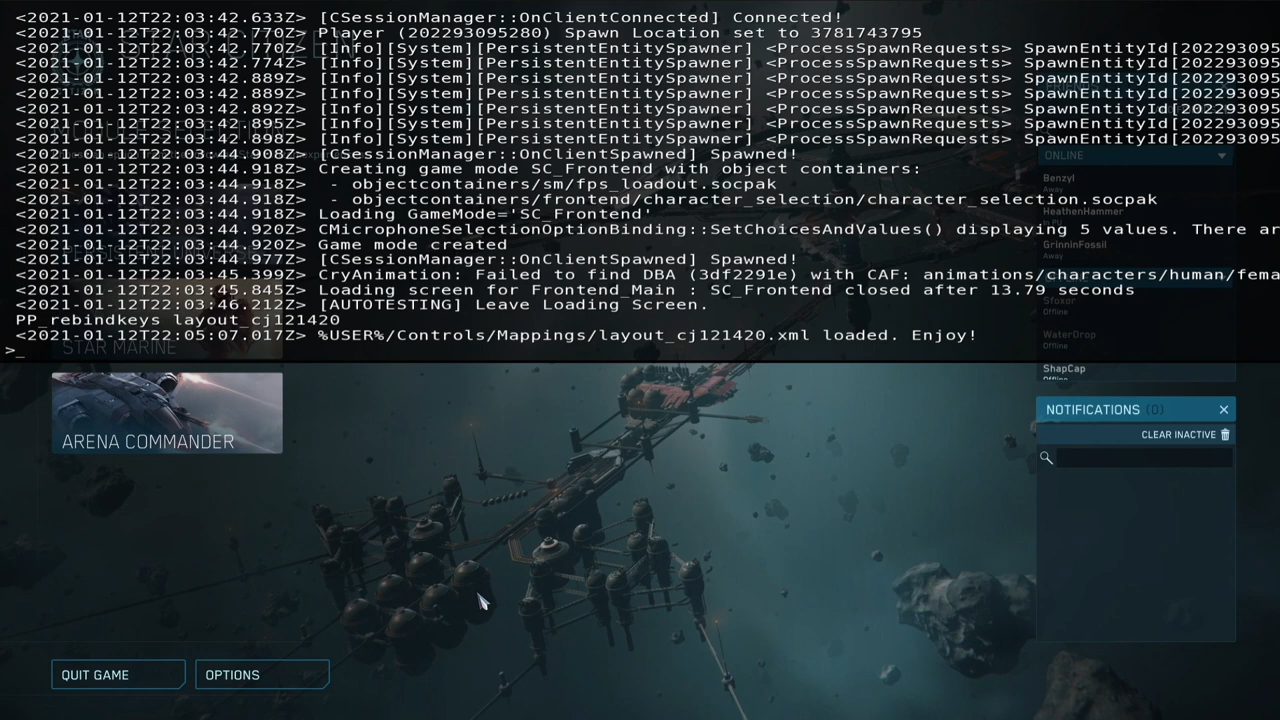 <2021-01-12T22:03:42.633Z> [CSessionManager::OnClientConnected] Connected!
<2021-01-12T22:03:42.770Z> Player (202293095280) Spawn Location set to 3781743795
<2021-01-12T22:03:42.770Z> [Info][System][PersistentEntitySpawner] <ProcessSpawnRequests> SpawnEntityId[202293095
<2021-01-12T22:03:42.774Z> [Info][System][PersistentEntitySpawner] <ProcessSpawnRequests> SpawnEntityId[202293095
<2021-01-12T22:03:42.889Z> [Info][System][PersistentEntitySpawner] <ProcessSpawnRequests> SpawnEntityId[202293095
<2021-01-12T22:03:42.889Z> [Info][System][PersistentEntitySpawner] <ProcessSpawnRequests> SpawnEntityId[202293095
<2021-01-12T22:03:42.892Z> [Info][System][PersistentEntitySpawner] <ProcessSpawnRequests> SpawnEntityId[202293095
<2021-01-12T22:03:42.895Z> [Info][System][PersistentEntitySpawner] <ProcessSpawnRequests> SpawnEntityId[202293095
<2021-01-12T22:03:42.898Z> [Info][System][PersistentEntitySpawner] <ProcessSpawnRequests> SpawnEntityId[202293095
<2021-01-12T22:03:44.908Z> [CSessionManager::OnClientSpawned] Spawned!
<2021-01-12T22:03:44.918Z> Creating game mode SC_Frontend with object containers:
<2021-01-12T22:03:44.918Z>  - objectcontainers/sm/fps_loadout.socpak
<2021-01-12T22:03:44.918Z>  - objectcontainers/frontend/character_selection/character_selection.socpak
<2021-01-12T22:03:44.918Z> Loading GameMode='SC_Frontend'
<2021-01-12T22:03:44.920Z> CMicrophoneSelectionOptionBinding::SetChoicesAndValues() displaying 5 values. There ar
<2021-01-12T22:03:44.920Z> Game mode created
<2021-01-12T22:03:44.977Z> [CSessionManager::OnClientSpawned] Spawned!
<2021-01-12T22:03:45.399Z> CryAnimation: Failed to find DBA (3df2291e) with CAF: animations/characters/human/fema
<2021-01-12T22:03:45.845Z> Loading screen for Frontend_Main : SC_Frontend closed after 13.79 seconds
<2021-01-12T22:03:46.212Z> [AUTOTESTING] Leave Loading Screen.
PP_rebindkeys layout_cj121420
<2021-01-12T22:05:07.017Z> %USER%/Controls/Mappings/layout_cj121420.xml loaded. Enjoy!
>_
STAR MARINE
ARENA COMMANDER
QUIT GAME
OPTIONS
FRIENDS
ONLINE
Benzyl
Away
HeathenHammer
In PU
GrinninFossil
Away
Sfoxor
Offline
WaterDrop
Offline
ShapCap
Offline
NOTIFICATIONS (0)
CLEAR INACTIVE